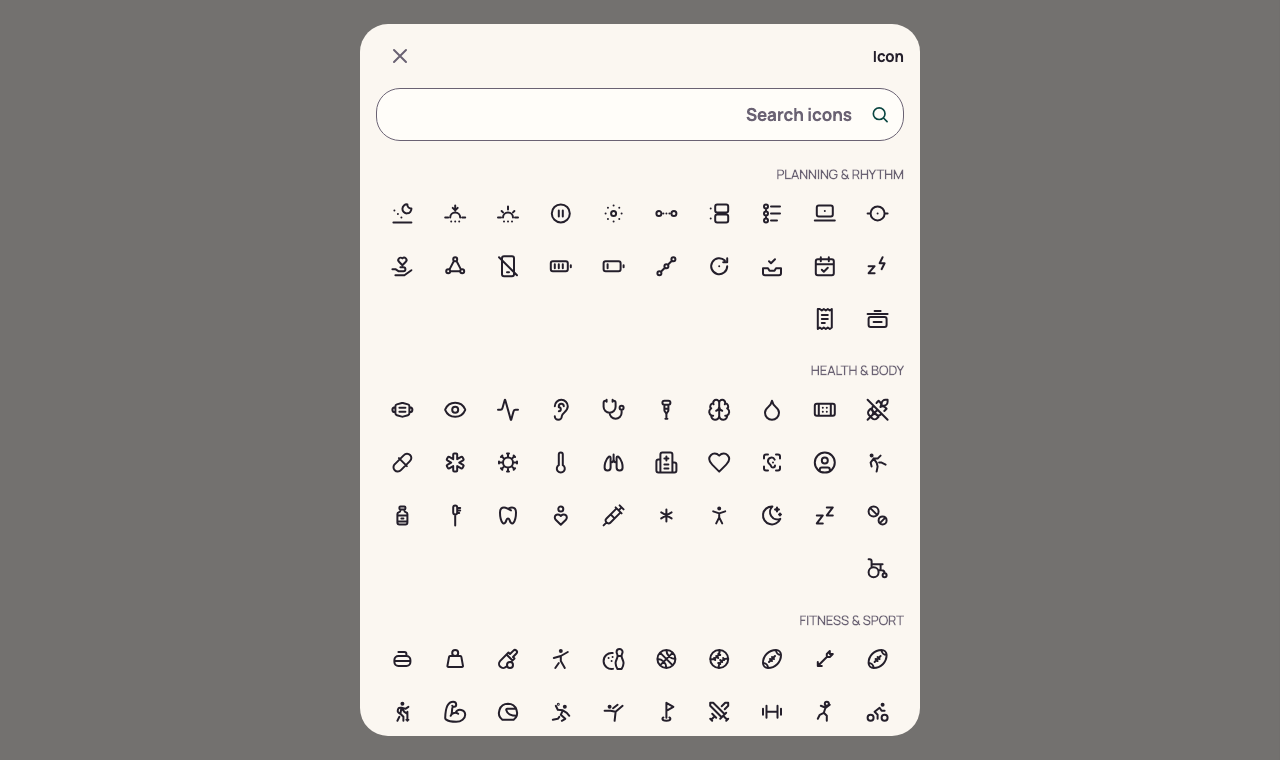 Icon
Search icons
PLANNING & RHYTHM
HEALTH & BODY
FITNESS & SPORT